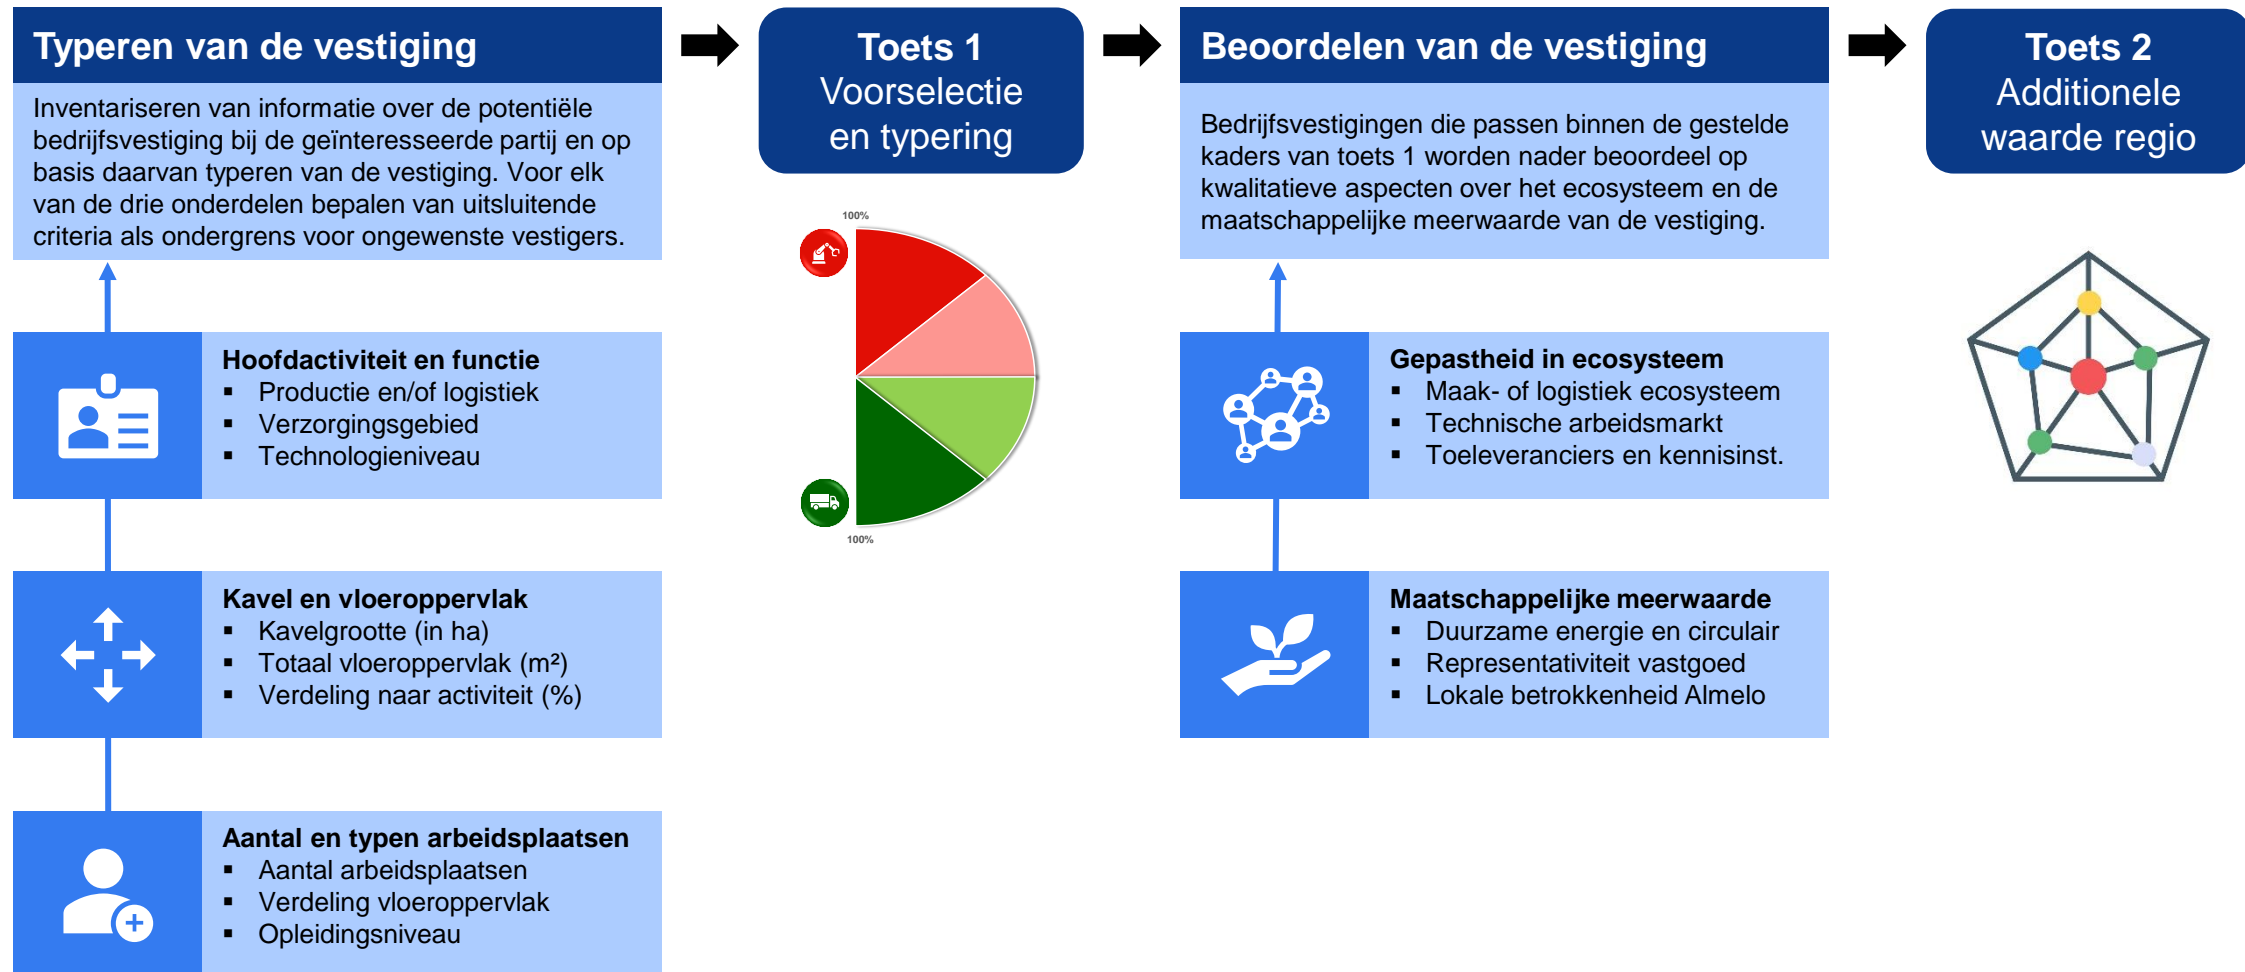 Typeren van de vestiging
Inventariseren van informatie over de potentiële
bedrijfsvestiging bij de geïnteresseerde partij en op
basis daarvan typeren van de vestiging. Voor elk
van de drie onderdelen bepalen van uitsluitende
criteria als ondergrens voor ongewenste vestigers.
Hoofdactiviteit en functie
▪ Productie en/of logistiek
▪ Verzorgingsgebied
▪ Technologieniveau
Kavel en vloeroppervlak
▪ Kavelgrootte (in ha)
▪ Totaal vloeroppervlak (m²)
▪ Verdeling naar activiteit (%)
Aantal en typen arbeidsplaatsen
▪ Aantal arbeidsplaatsen
▪ Verdeling vloeroppervlak
▪ Opleidingsniveau
Toets 1
Voorselectie
en typering
100%
100%
Beoordelen van de vestiging
Bedrijfsvestigingen die passen binnen de gestelde
kaders van toets 1 worden nader beoordeel op
kwalitatieve aspecten over het ecosysteem en de
maatschappelijke meerwaarde van de vestiging.
Gepastheid in ecosysteem
▪ Maak- of logistiek ecosysteem
▪ Technische arbeidsmarkt
▪ Toeleveranciers en kennisinst.
Maatschappelijke meerwaarde
▪ Duurzame energie en circulair
▪ Representativiteit vastgoed
▪ Lokale betrokkenheid Almelo
Toets 2
Additionele
waarde regio